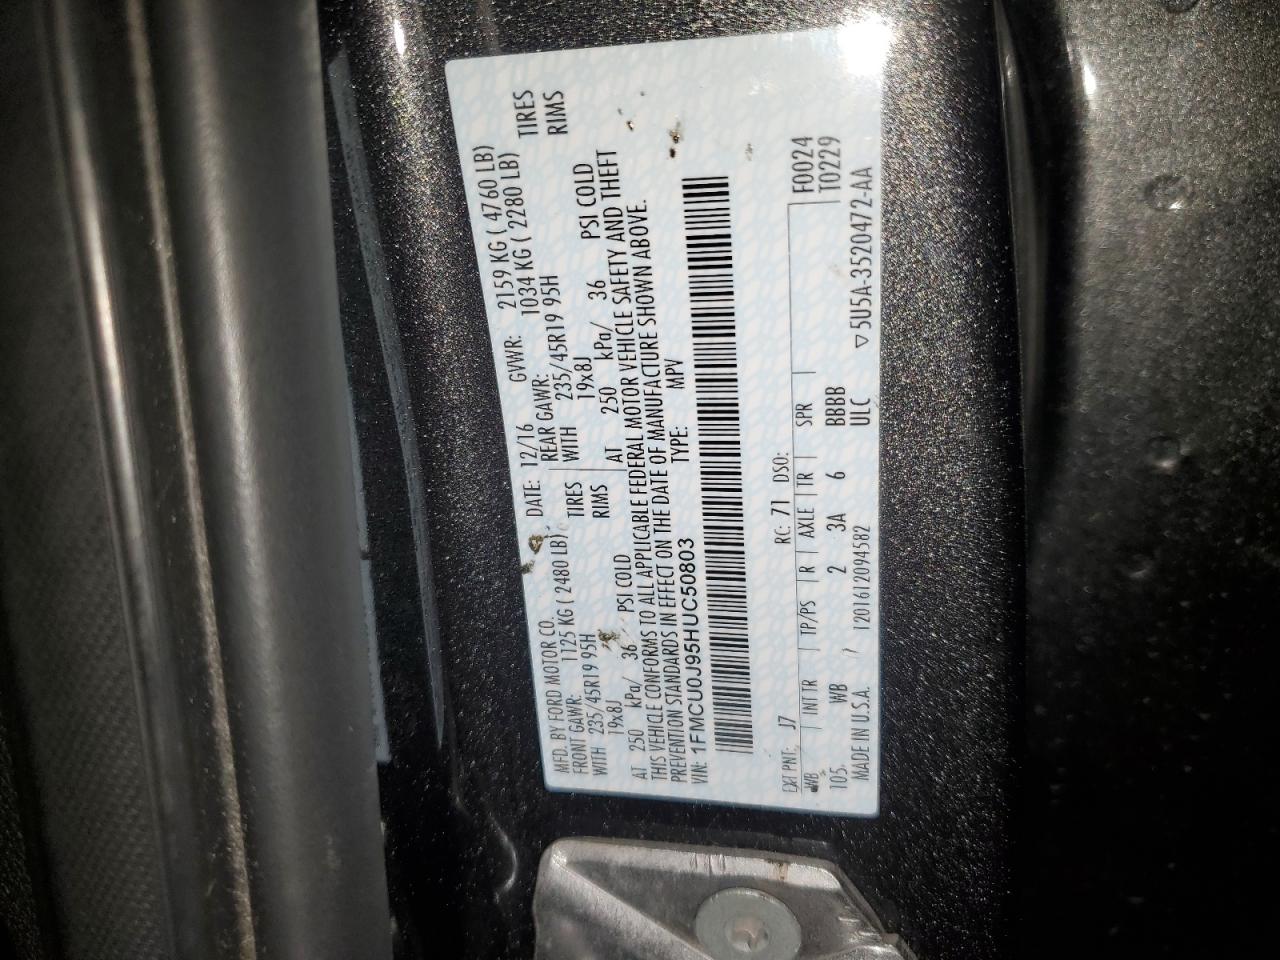 MFD. BY FORD MOTOR CO. DATE: 12/16 GVWR: 2159 KG ( 4760 LB)
FRONT GAWR: 1125 KG ( 2480 LB) REAR GAWR: 1034 KG ( 2280 LB)
WITH 235/45R19 95H TIRES WITH 235/45R19 95H TIRES
19x8J RIMS 19x8J RIMS
AT 250 kPa/ 36 PSI COLD AT 250 kPa/ 36 PSI COLD
THIS VEHICLE CONFORMS TO ALL APPLICABLE FEDERAL MOTOR VEHICLE SAFETY AND THEFT
PREVENTION STANDARDS IN EFFECT ON THE DATE OF MANUFACTURE SHOWN ABOVE.
VIN: 1FMCU0J95HUC50803 TYPE: MPV
EXT PNT: J7 RC: 71 DSO: F0024
WB INT TR TP/PS R AXLE TR SPR T0229
105 WB 2 3A 6 BBBB
MADE IN U.S.A. 1201612094582 ULC ▽5U5A-3520472-AA